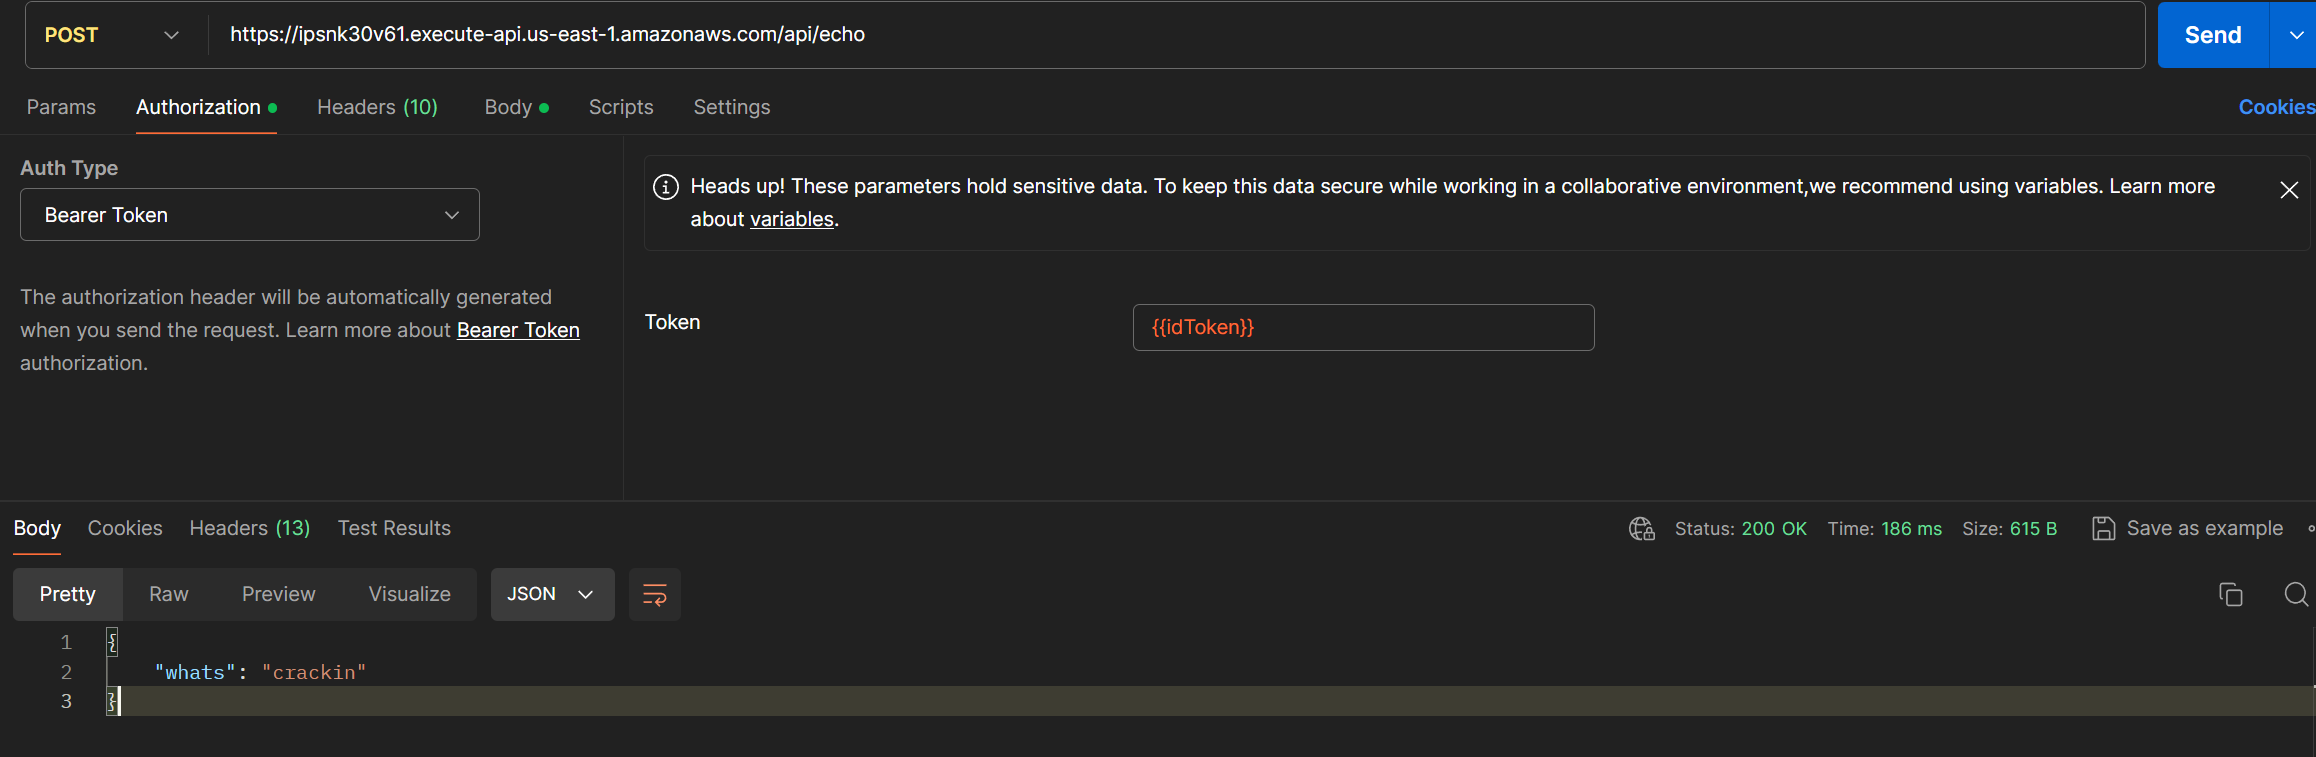 POST https://ipsnk30v61.execute-api.us-east-1.amazonaws.com/api/echo Send
Params Authorization Headers (10) Body Scripts Settings Cookies
Auth Type
Bearer Token
The authorization header will be automatically generated
when you send the request. Learn more about Bearer Token
authorization.
Heads up! These parameters hold sensitive data. To keep this data secure while working in a collaborative environment,we recommend using variables. Learn more
about variables.
Token {{idToken}}
Body Cookies Headers (13) Test Results Status: 200 OK Time: 186 ms Size: 615 B Save as example
Pretty Raw Preview Visualize JSON
1 {
2 "whats": "crackin"
3 }